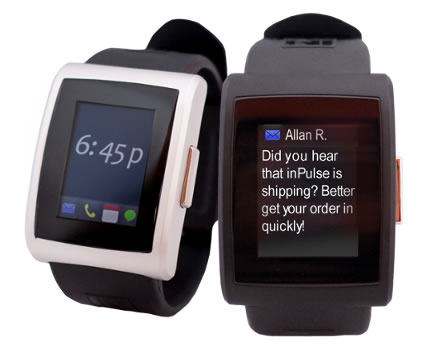 6:45p
Allan R.
Did you hear
that inPulse is
shipping? Better
get your order in
quickly!